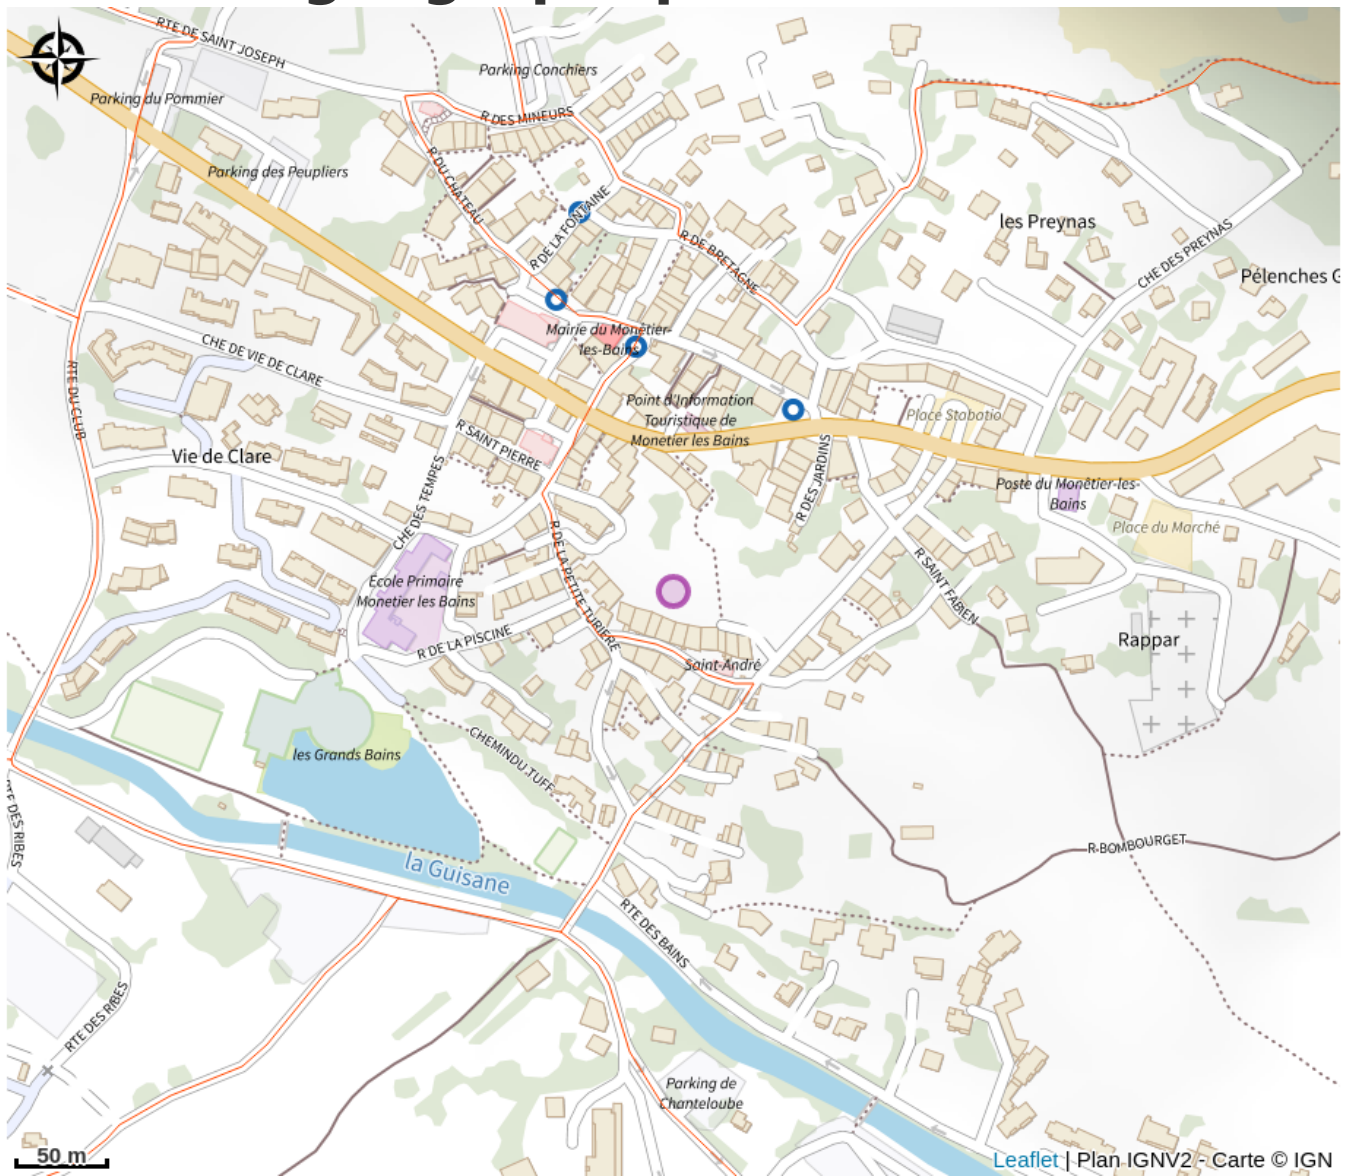 RTE DE SAINT JOSEPH
Parking Conchiers
Parking du Pommier
R DES MINEURS
Parking des Peupliers
R DU CHATEAU
R DE LA FONTAINE
les Preynas
R DE BRETAGNE
CHE DES PREYNAS
Pélenches G
Mairie du Monêtier-
les-Bains
CHE DE VIE DE CLARE
RTE DU CLUB
Point d'Information
Touristique de
Monetier les Bains
Place Stobotio
R SAINT PIERRE
Vie de Clare
R DES JARDINS
Poste du Monêtier-les-
Bains
CHE DES TEMPES
Place du Marché
R DE LA PETITE TURIERE
R SAINT FABIEN
Ecole Primaire
Monetier les Bains
Rappar
R DE LA PISCINE
Saint-André
les Grands Bains
CHEMIN DU TUFF
RTE DES RIBES
R BOMBOURGET
la Guisane
RTE DES BAINS
RTE DES RIBES
Parking de
Chanteloube
50 m
Leaflet | Plan IGNV2 - Carte © IGN